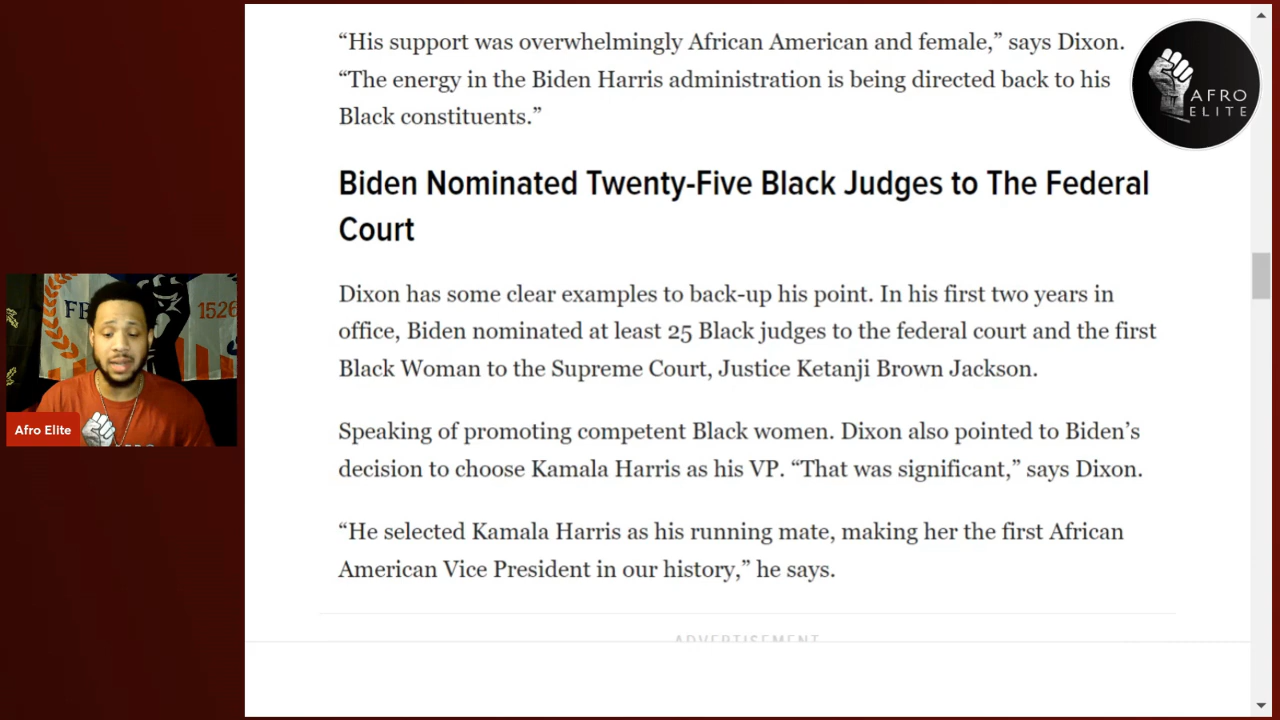 “His support was overwhelmingly African American and female,” says Dixon.
“The energy in the Biden Harris administration is being directed back to his
Black constituents.”
AFRO
ELITE
Biden Nominated Twenty-Five Black Judges to The Federal
Court
Dixon has some clear examples to back-up his point. In his first two years in
office, Biden nominated at least 25 Black judges to the federal court and the first
Black Woman to the Supreme Court, Justice Ketanji Brown Jackson.
FB
1526
Afro Elite
Speaking of promoting competent Black women. Dixon also pointed to Biden’s
decision to choose Kamala Harris as his VP. “That was significant,” says Dixon.
“He selected Kamala Harris as his running mate, making her the first African
American Vice President in our history,” he says.
ADVERTISEMENT